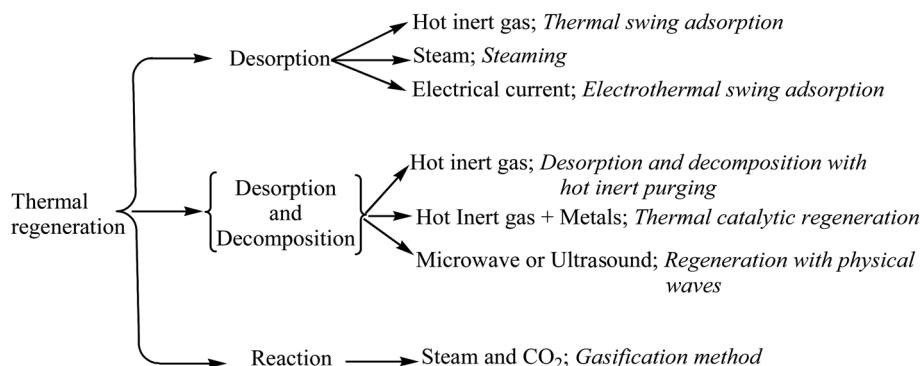 Thermal
regeneration
Desorption
Hot inert gas; Thermal swing adsorption
Steam; Steaming
Electrical current; Electrothermal swing adsorption
Desorption
and
Decomposition
Hot inert gas; Desorption and decomposition with
hot inert purging
Hot Inert gas + Metals; Thermal catalytic regeneration
Microwave or Ultrasound; Regeneration with physical
waves
Reaction
Steam and CO₂; Gasification method